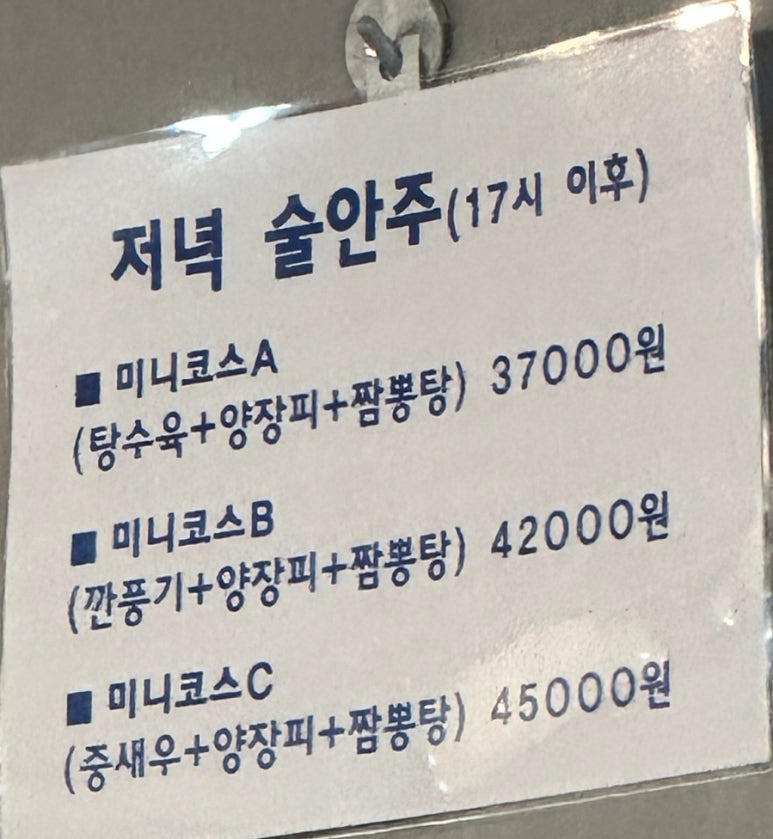 저녁 술안주(17시 이후)
■ 미니코스A
(탕수육+양장피+짬뽕탕) 37000원
■ 미니코스B
(깐풍기+양장피+짬뽕탕) 42000원
■ 미니코스C
(중새우+양장피+짬뽕탕) 45000원